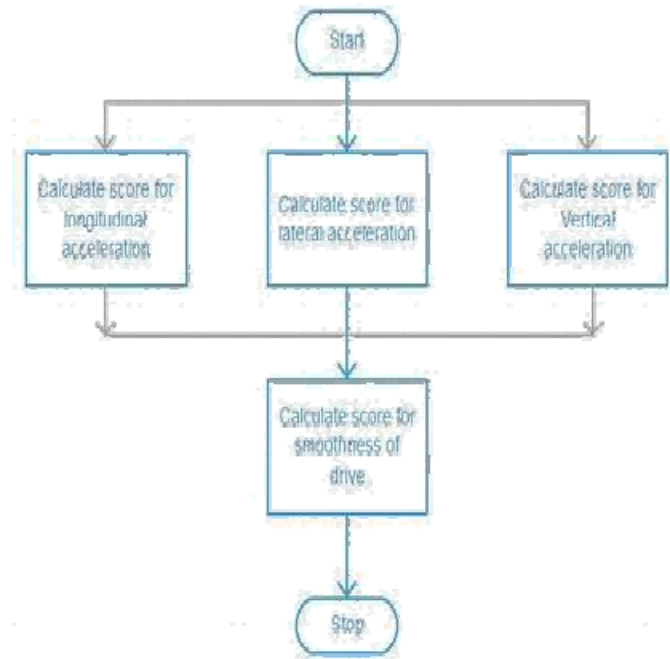 Start
Calculate score for
longitudinal
acceleration
Calculate score for
lateral acceleration
Calculate score for
Vertical
acceleration
Calculate score for
smoothness of
drive
Stop